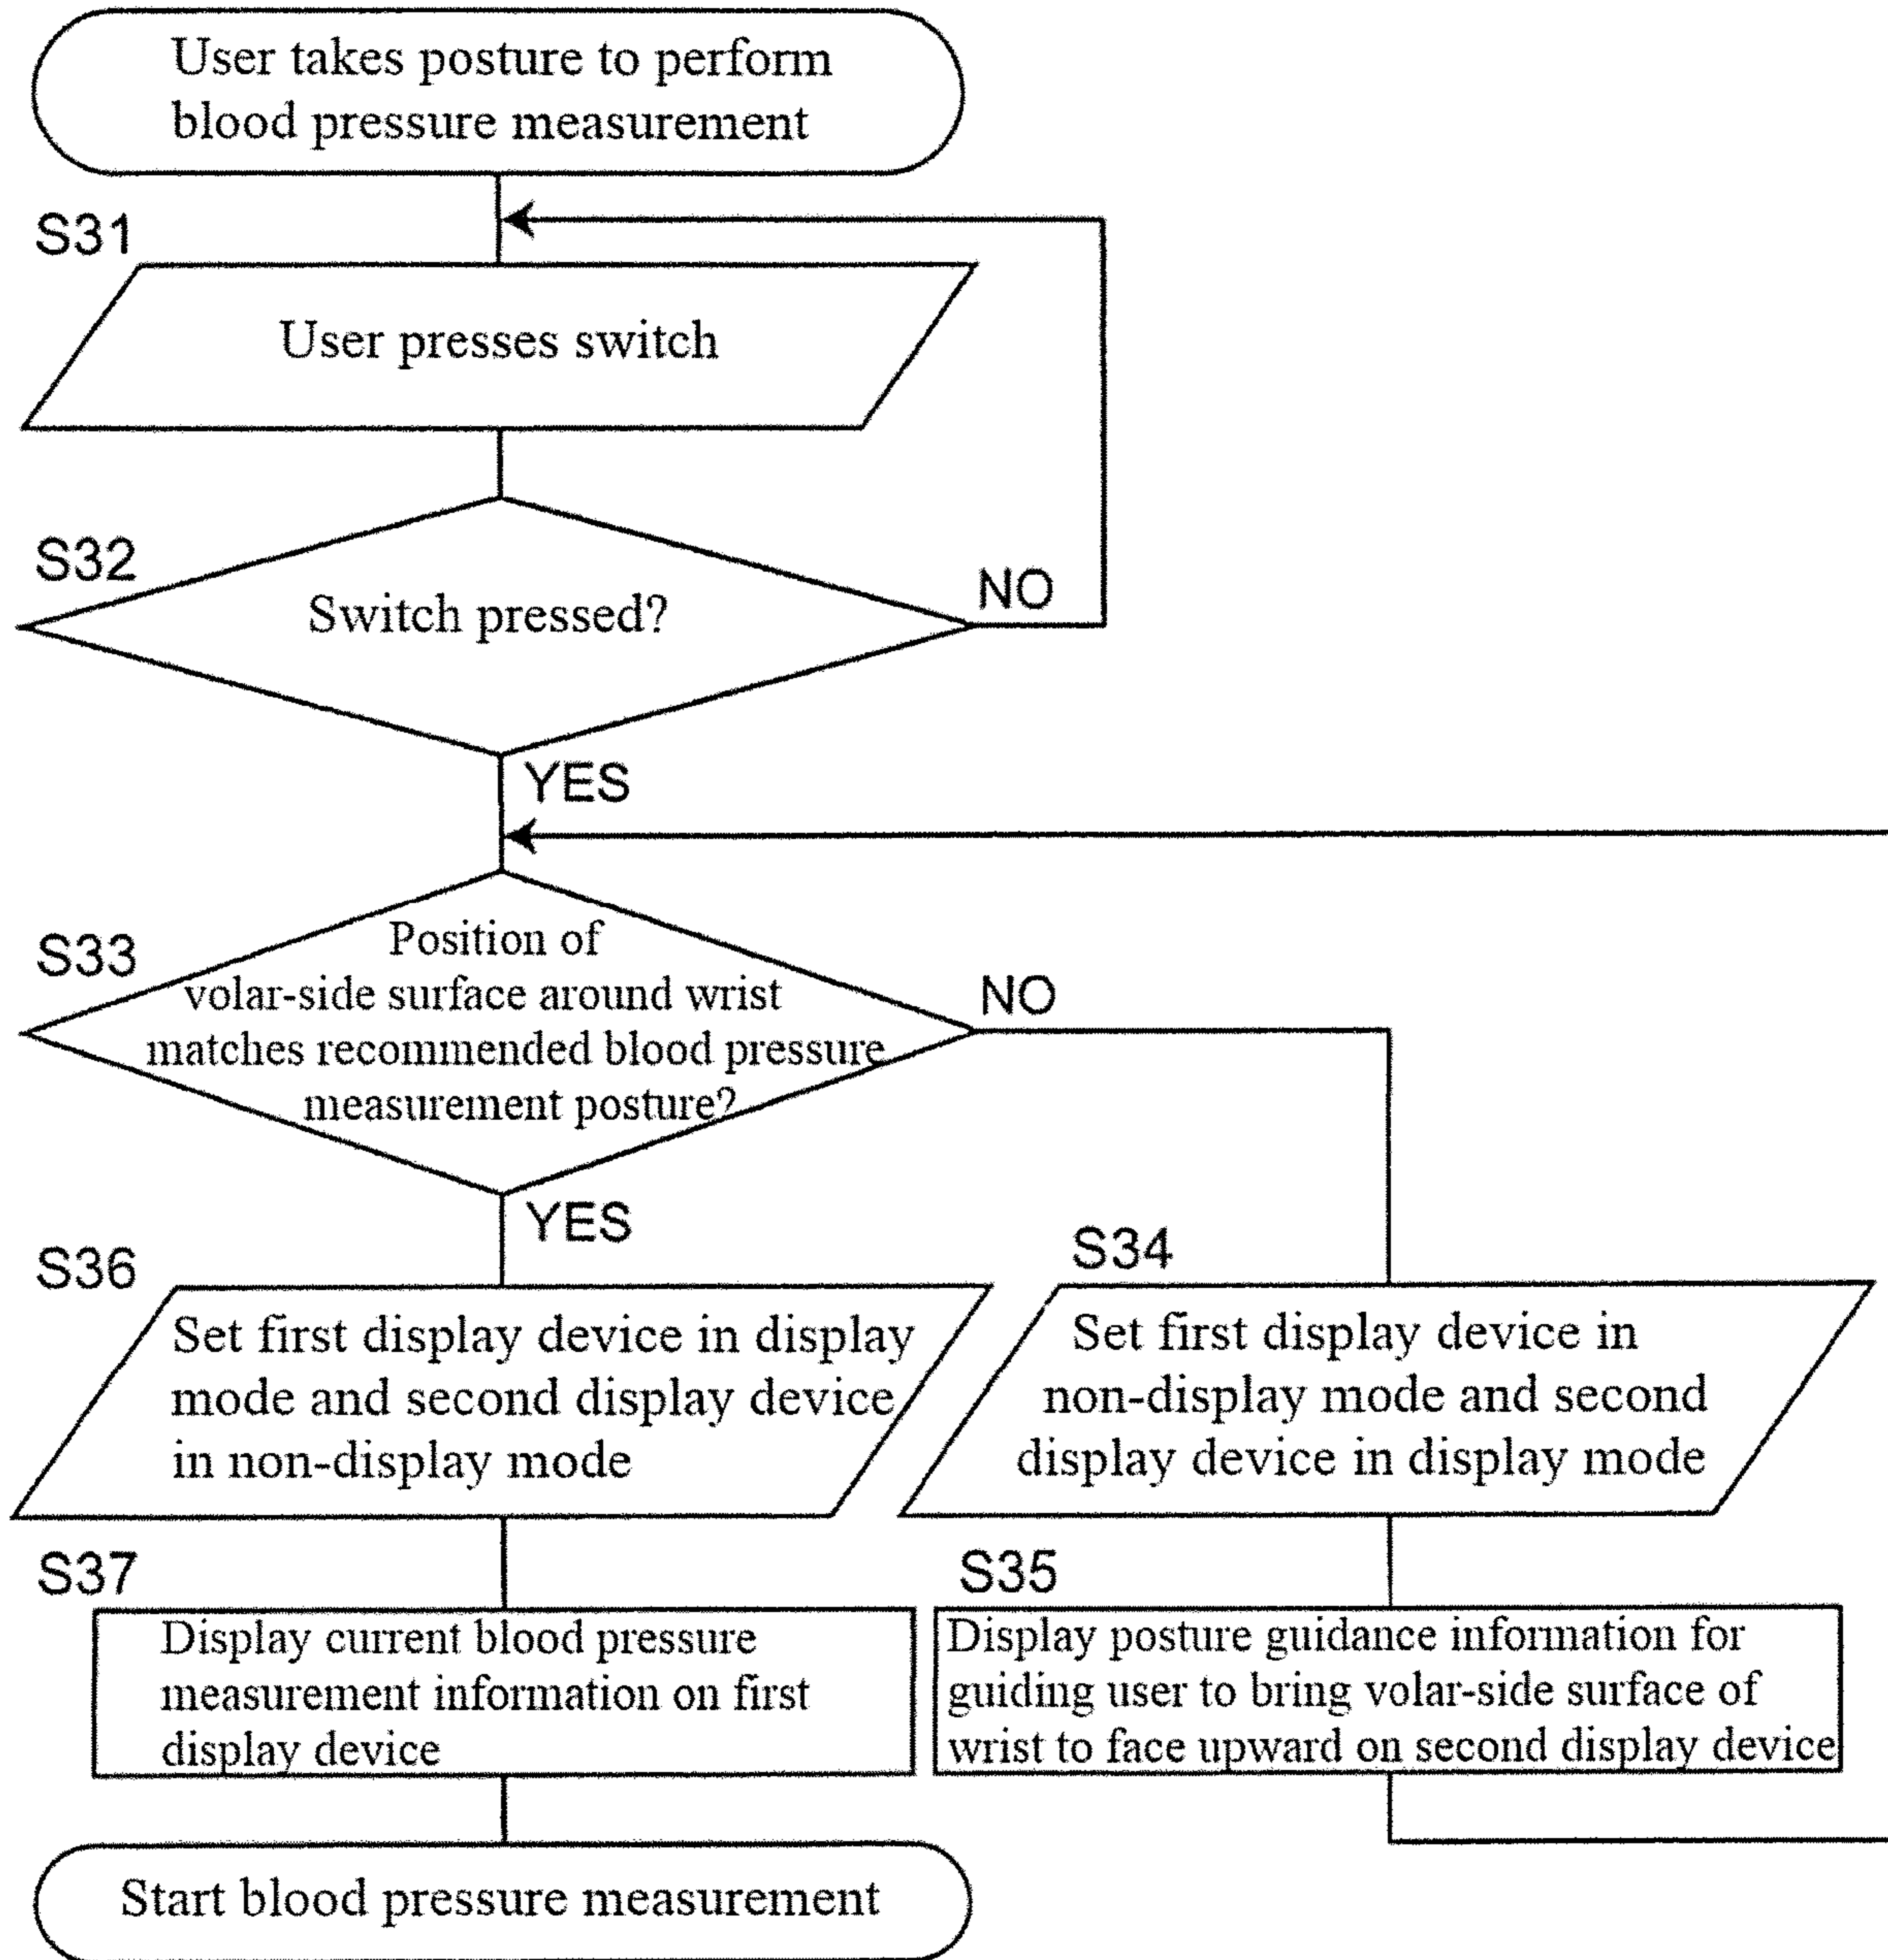 User takes posture to perform
blood pressure measurement
S31
User presses switch
S32
Switch pressed?
NO
YES
S33
Position of
volar-side surface around wrist
matches recommended blood pressure
measurement posture?
NO
YES
S36
Set first display device in display
mode and second display device
in non-display mode
S34
Set first display device in
non-display mode and second
display device in display mode
S37
Display current blood pressure
measurement information on first
display device
S35
Display posture guidance information for
guiding user to bring volar-side surface of
wrist to face upward on second display device
Start blood pressure measurement